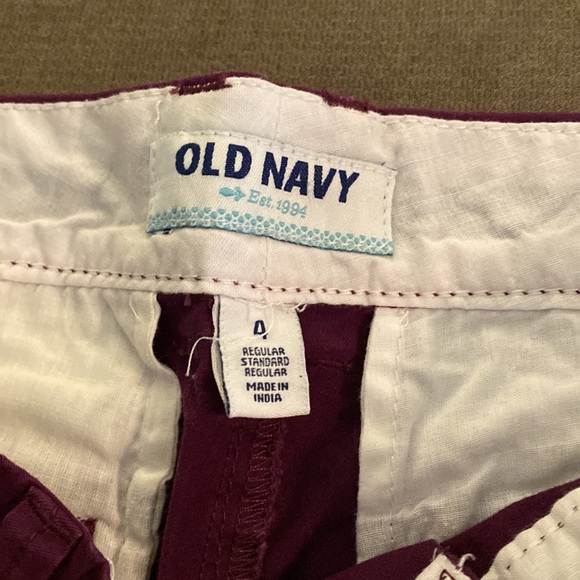 OLD NAVY
Est. 1994
4
REGULAR
STANDARD
REGULAR
MADE IN
INDIA